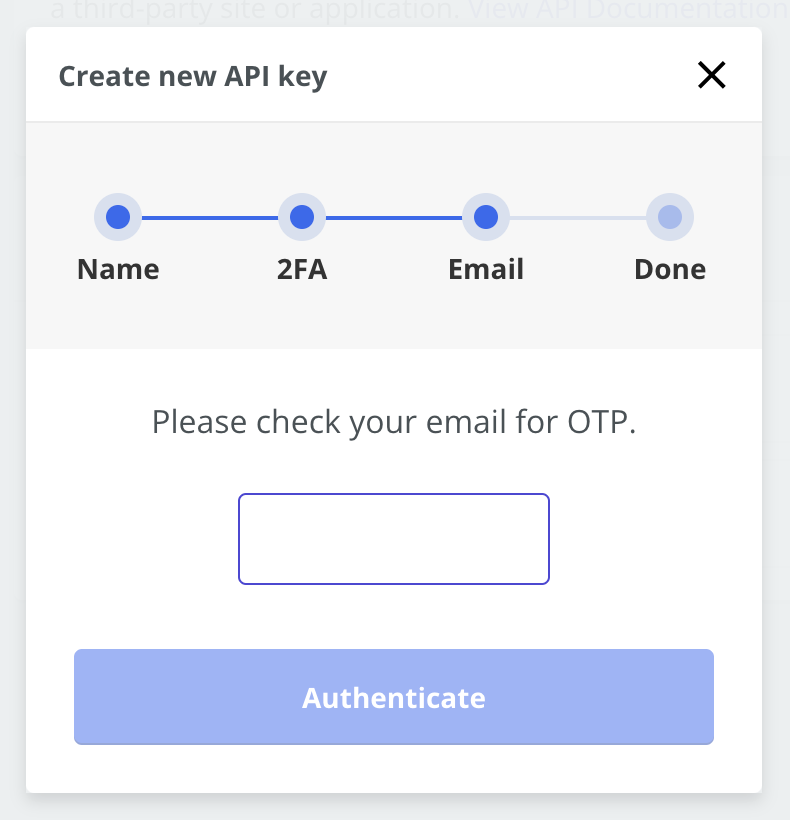 a third-party site or application. View API Documentation
Create new API key
Name
2FA
Email
Done
Please check your email for OTP.
Authenticate